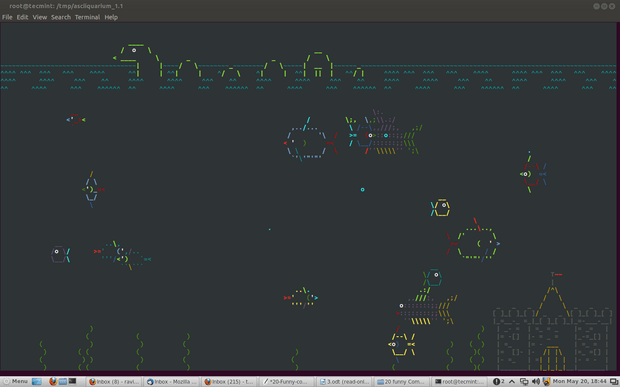 root@tecmint: /tmp/asciiquarium_1.1
File Edit View Search Terminal Help
Menu
Inbox (8) - ravi...
Inbox - Mozilla ...
Inbox (215) - t...
*20-Funny-co...
3.odt (read-onl...
20 funny Com...
root@tecmint:...
2
Mon May 20, 18:44